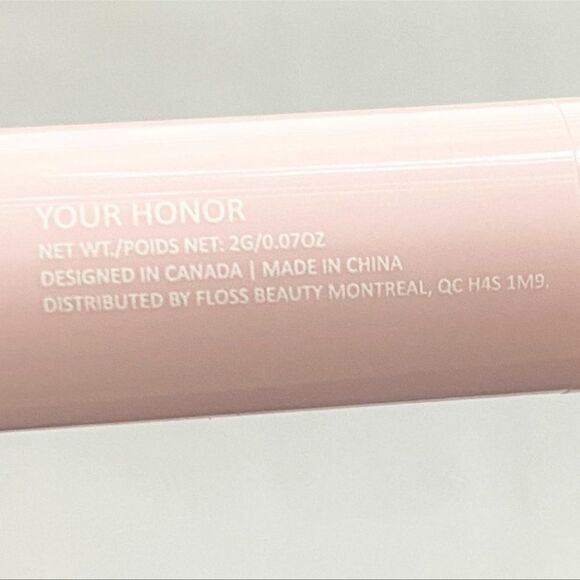 YOUR HONOR
NET WT./POIDS NET: 2G/0.07OZ
DESIGNED IN CANADA | MADE IN CHINA
DISTRIBUTED BY FLOSS BEAUTY MONTREAL, QC H4S 1M9.